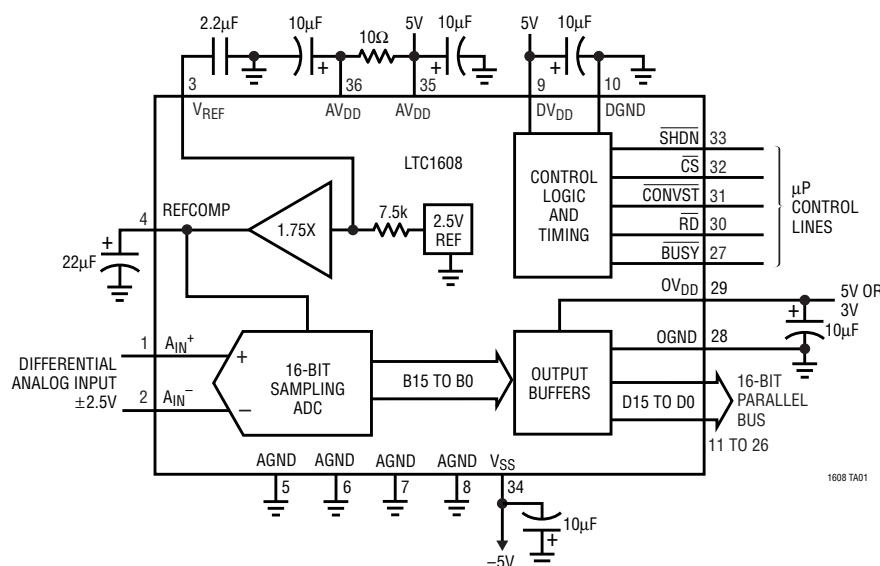 2.2μF
10μF
10Ω
5V
10μF
5V
10μF
3
36
35
9
10
VREF
AVDD
AVDD
DVDD
DGND
LTC1608
SHDN
33
CS
32
CONVST
31
RD
30
BUSY
27
μP
CONTROL
LINES
CONTROL
LOGIC
AND
TIMING
4
REFCOMP
1.75X
7.5k
2.5V
REF
+
22μF
OVDD
29
5V OR
3V
+
10μF
OGND
28
1
AIN+
+
DIFFERENTIAL
ANALOG INPUT
±2.5V
2
AIN–
–
16-BIT
SAMPLING
ADC
B15 TO B0
OUTPUT
BUFFERS
D15 TO D0
16-BIT
PARALLEL
BUS
11 TO 26
AGND
AGND
AGND
AGND
VSS
5
6
7
8
34
10μF
+
–5V
1608 TA01
+
+
+